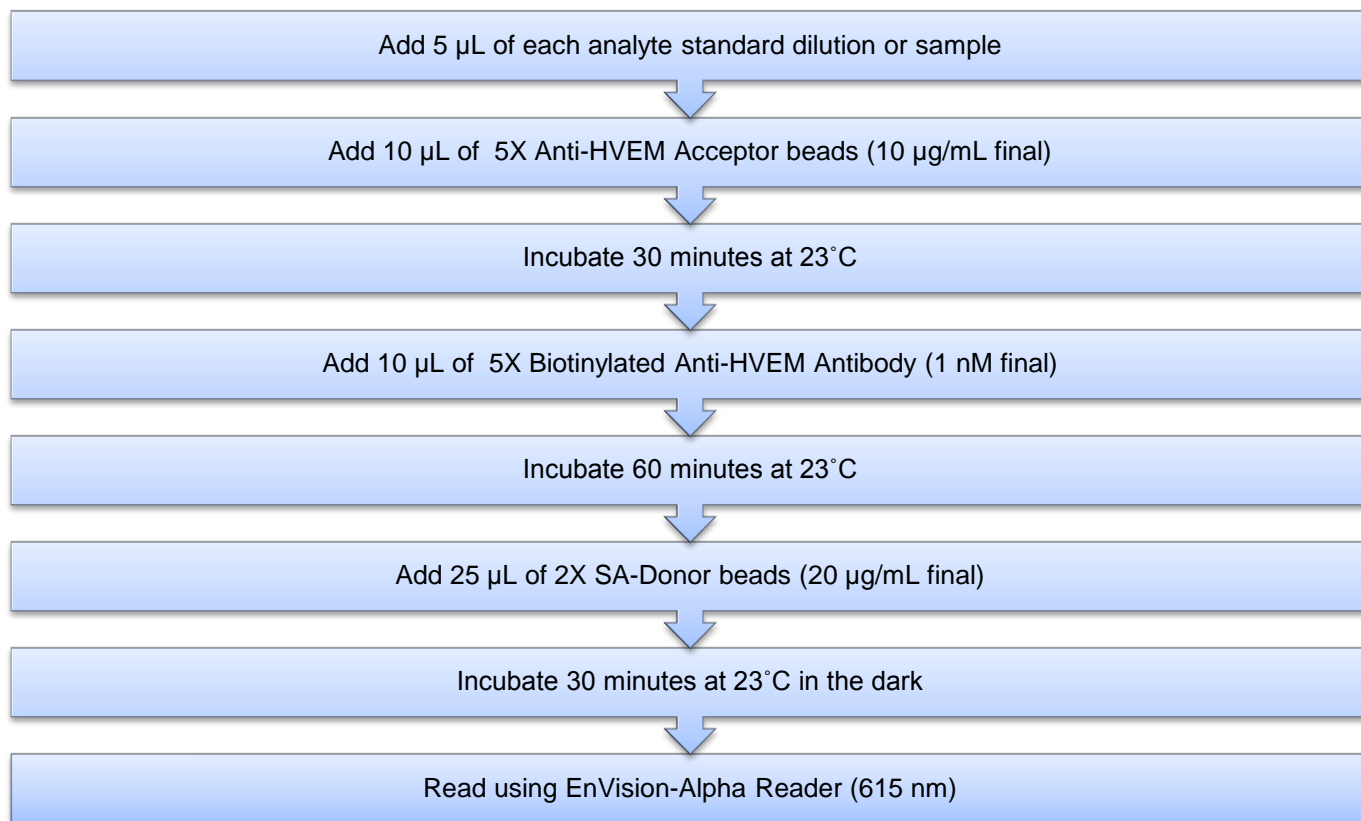 Add 5 µL of each analyte standard dilution or sample
Add 10 µL of 5X Anti-HVEM Acceptor beads (10 µg/mL final)
Incubate 30 minutes at 23˚C
Add 10 µL of 5X Biotinylated Anti-HVEM Antibody (1 nM final)
Incubate 60 minutes at 23˚C
Add 25 µL of 2X SA-Donor beads (20 µg/mL final)
Incubate 30 minutes at 23˚C in the dark
Read using EnVision-Alpha Reader (615 nm)